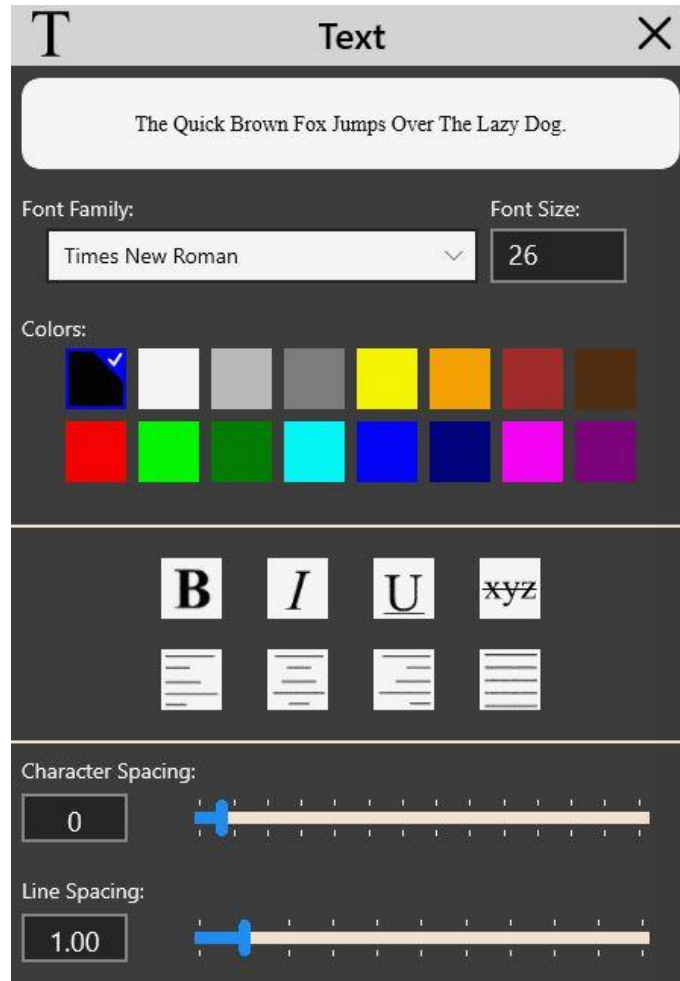 T Text
The Quick Brown Fox Jumps Over The Lazy Dog.
Font Family: Font Size:
Times New Roman 26
Colors:
B I U xyz
Character Spacing:
0
Line Spacing:
1.00